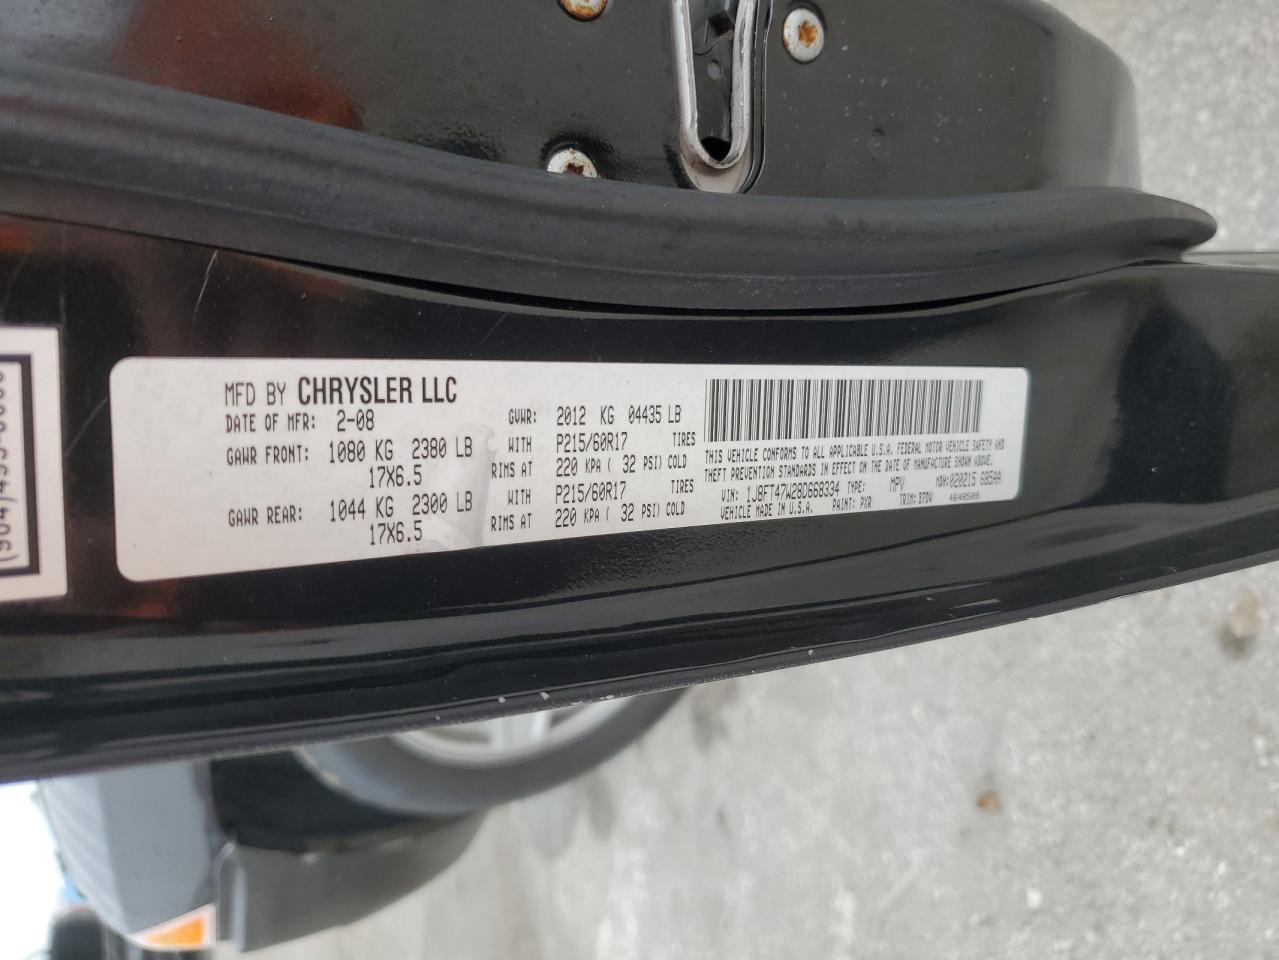 MFD BY CHRYSLER LLC
DATE OF MFR: 2-08 GVWR: 2012 KG 04435 LB
GAWR FRONT: 1080 KG 2380 LB WITH P215/60R17 TIRES
17X6.5 RIMS AT 220 KPA ( 32 PSI) COLD
GAWR REAR: 1044 KG 2300 LB WITH P215/60R17 TIRES
17X6.5 RIMS AT 220 KPA ( 32 PSI) COLD
THIS VEHICLE CONFORMS TO ALL APPLICABLE U.S.A. FEDERAL MOTOR VEHICLE SAFETY AND
THEFT PREVENTION STANDARDS IN EFFECT ON THE DATE OF MANUFACTURE SHOWN ABOVE.
VIN: 1J8FT47W28D668334 TYPE: MPV MDH: 020215 685AA
VEHICLE MADE IN U.S.A. PAINT: PXR TRIM: 4648509